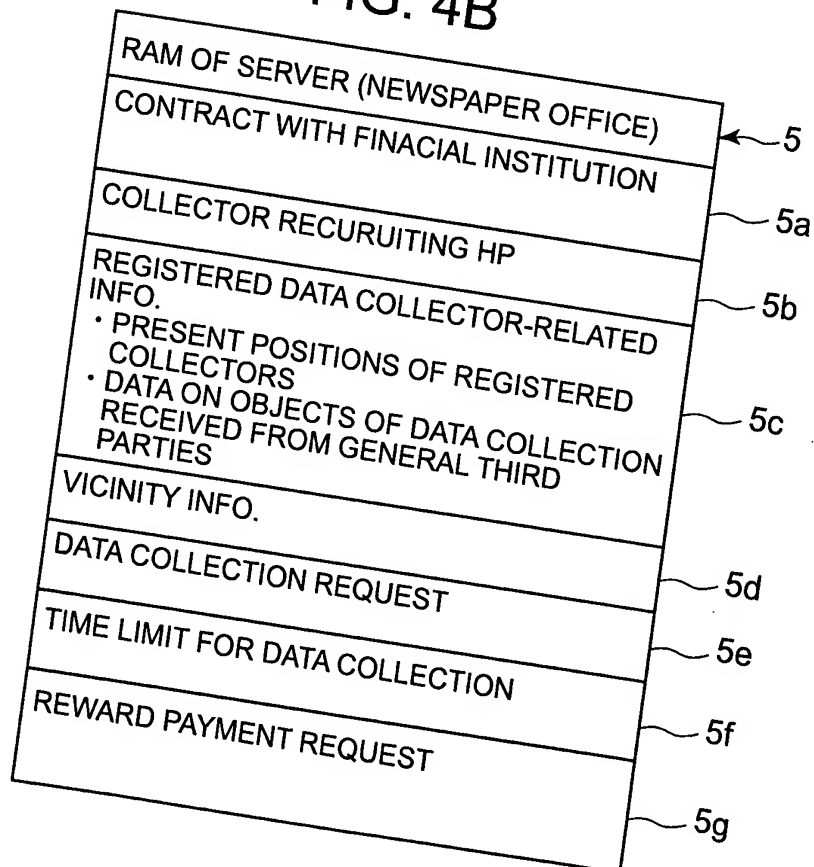 FIG. 4B
RAM OF SERVER (NEWSPAPER OFFICE)
5
CONTRACT WITH FINACIAL INSTITUTION
5a
COLLECTOR RECURUITING HP
5b
REGISTERED DATA COLLECTOR-RELATED
INFO.
· PRESENT POSITIONS OF REGISTERED
COLLECTORS
· DATA ON OBJECTS OF DATA COLLECTION
RECEIVED FROM GENERAL THIRD
PARTIES
5c
VICINITY INFO.
5d
DATA COLLECTION REQUEST
5e
TIME LIMIT FOR DATA COLLECTION
5f
REWARD PAYMENT REQUEST
5g